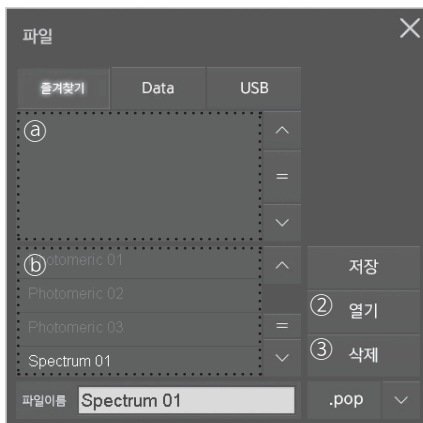 파일
즐겨찾기 Data USB
ⓐ
=
ⓑ Photomeric 01
저장
Photomeric 02
② 열기
Photomeric 03
=
③ 삭제
Spectrum 01
파일이름 Spectrum 01 .pop